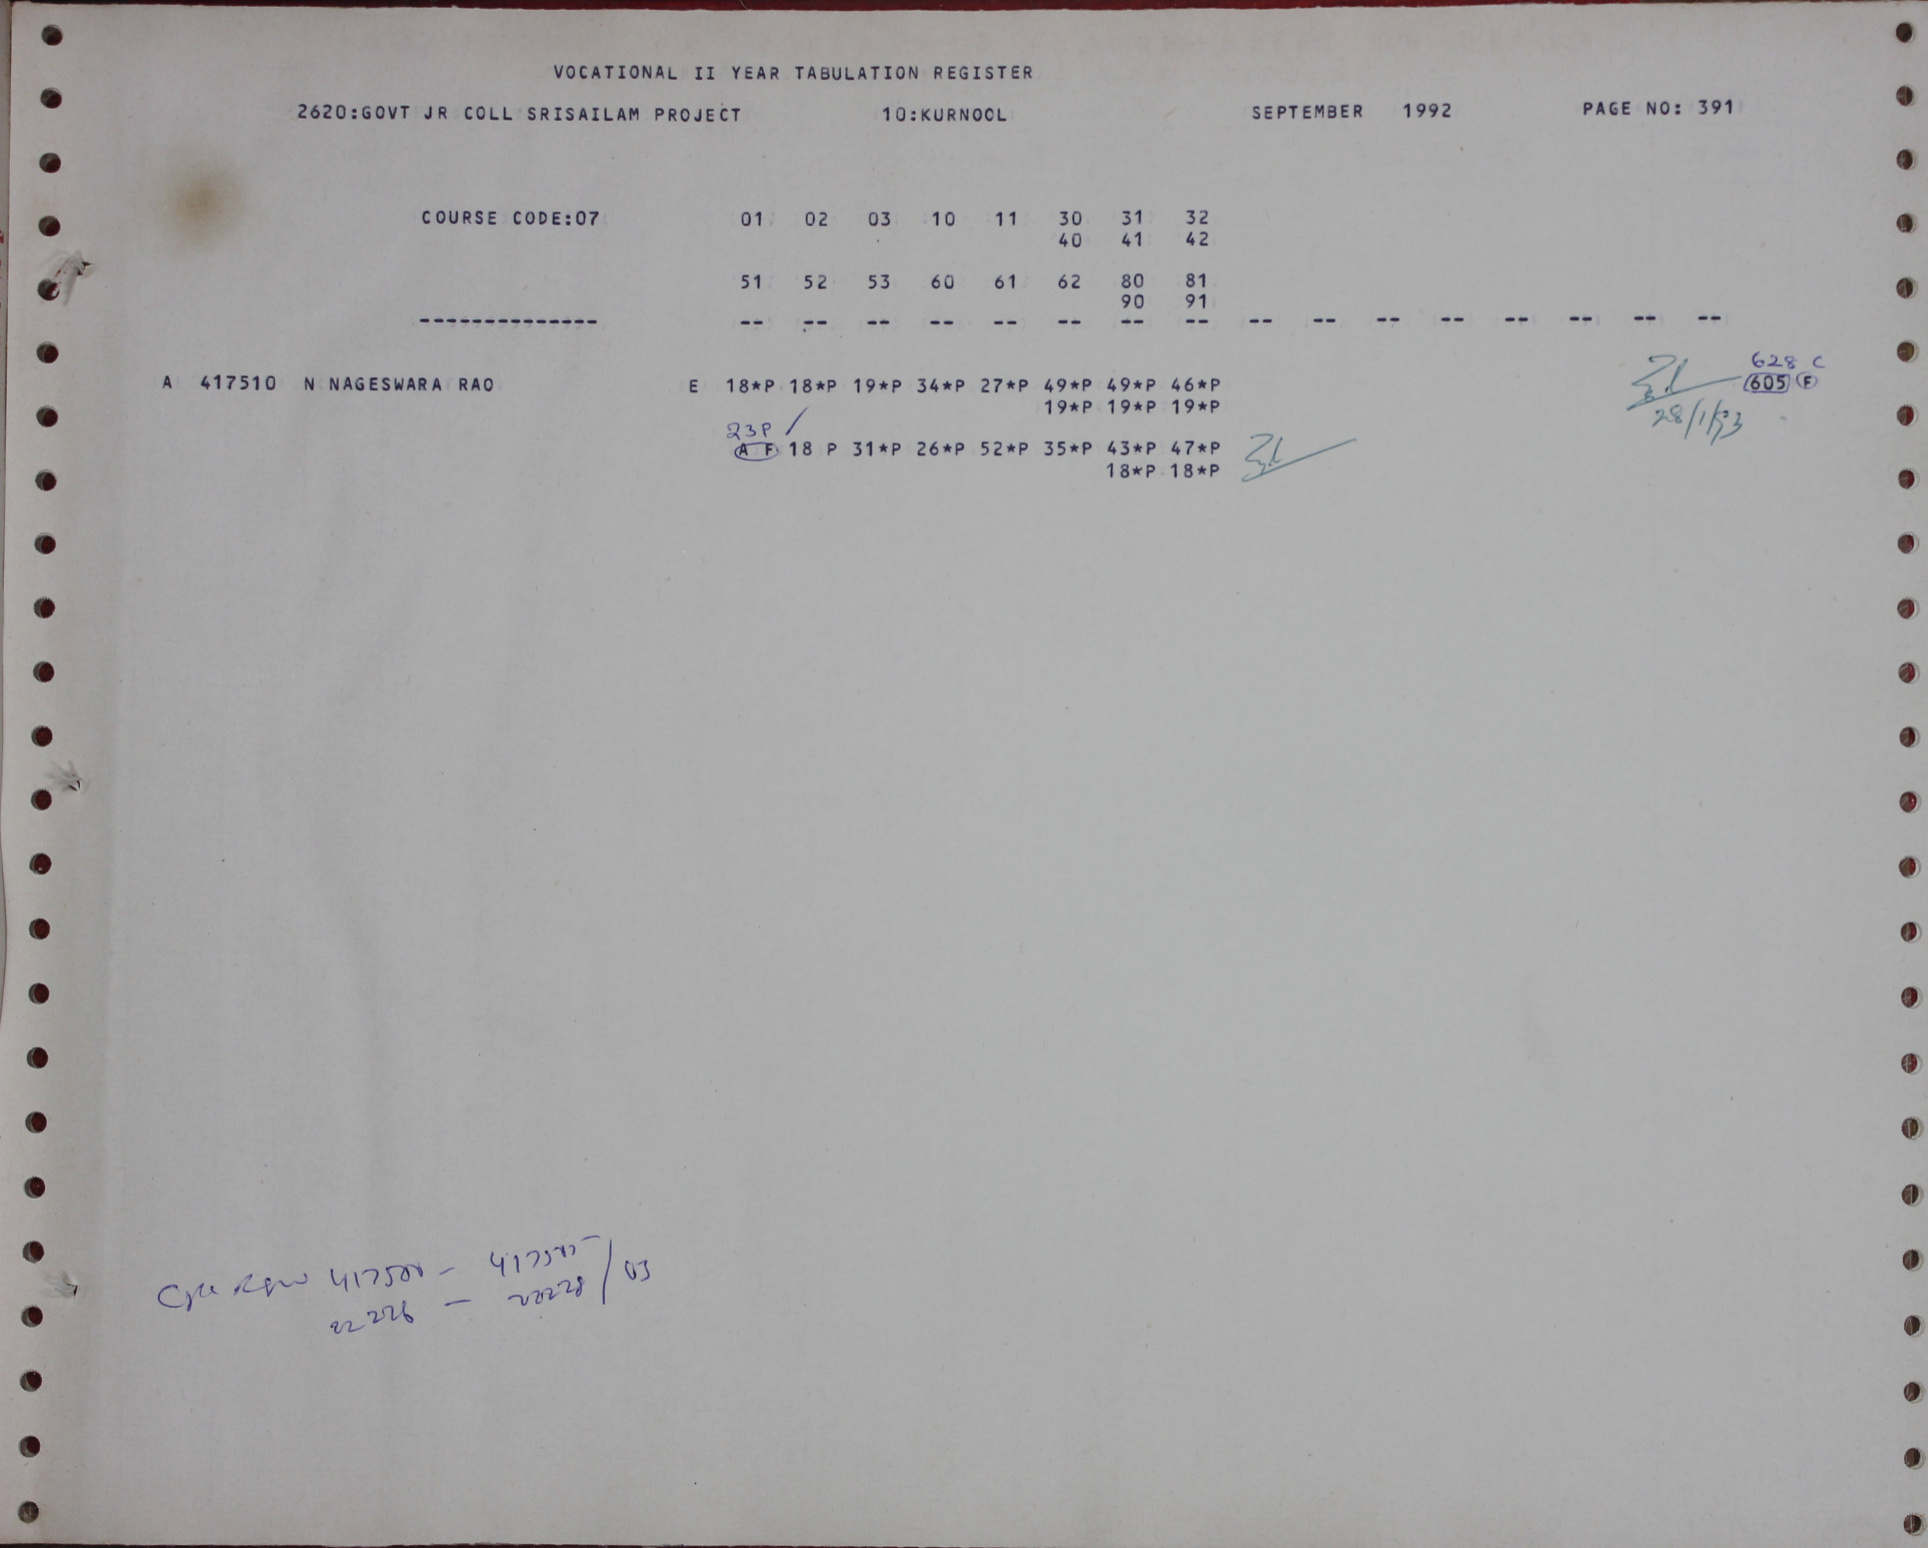 VOCATIONAL II YEAR TABULATION REGISTER
2620:GOVT JR COLL SRISAILAM PROJECT 10:KURNOOL SEPTEMBER 1992 PAGE NO: 391
COURSE CODE:07 01 02 03 10 11 30 31 32
40 41 42
51 52 53 60 61 62 80 81
90 91
-------------- -- -- -- -- -- -- -- -- -- -- -- -- -- -- -- --
628 C
A 417510 N NAGESWARA RAO E 18*P 18*P 19*P 34*P 27*P 49*P 49*P 46*P 605 F
19*P 19*P 19*P 28/1/93
23P
A F 18 P 31*P 26*P 52*P 35*P 43*P 47*P
18*P 18*P
03